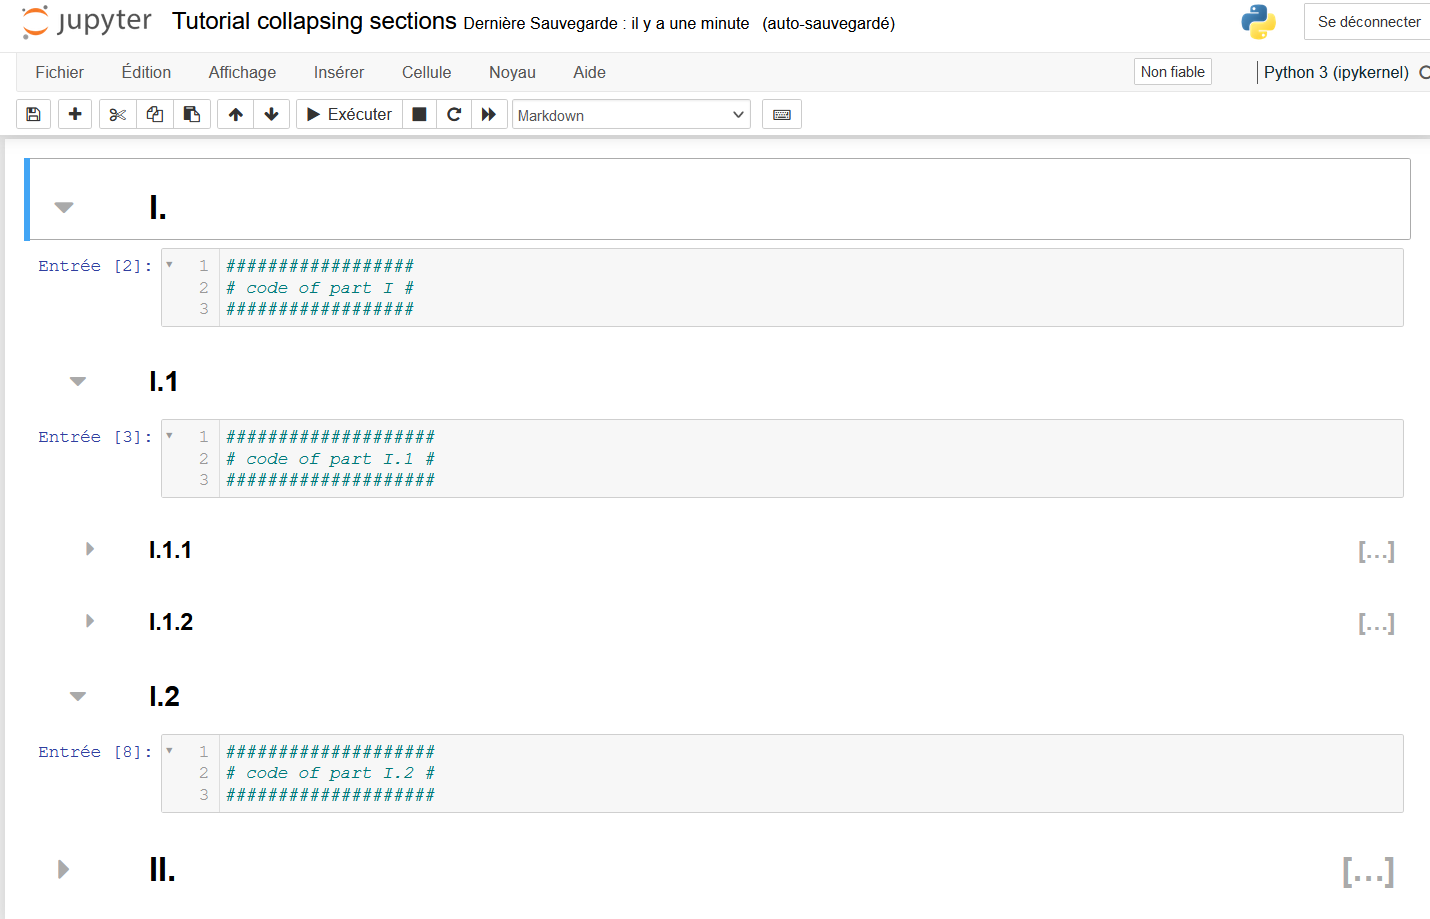 jupyter Tutorial collapsing sections Dernière Sauvegarde : il y a une minute (auto-sauvegardé) Se déconnecter
Fichier Édition Affichage Insérer Cellule Noyau Aide Non fiable Python 3 (ipykernel)
Exécuter Markdown
I.
Entrée [2]: 1 ##################
2 # code of part I #
3 ##################
I.1
Entrée [3]: 1 ####################
2 # code of part I.1 #
3 ####################
I.1.1 [...]
I.1.2 [...]
I.2
Entrée [8]: 1 ####################
2 # code of part I.2 #
3 ####################
II. [...]